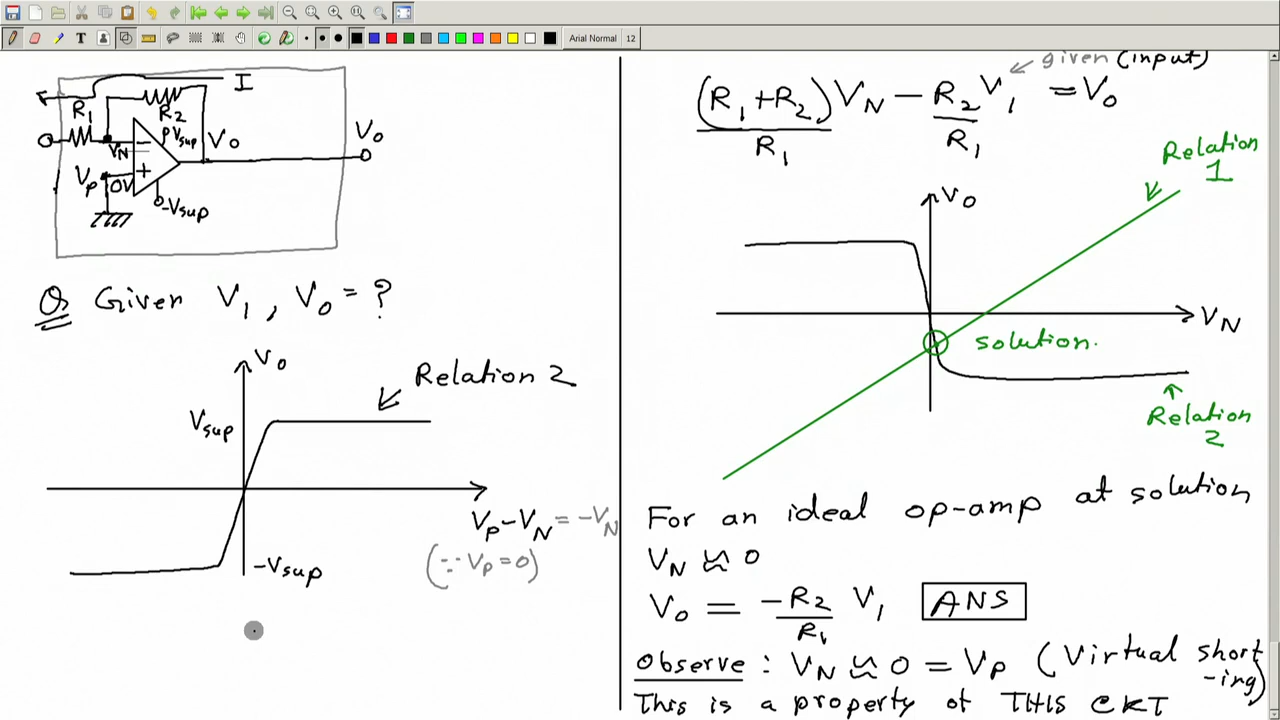 Arial Normal 12
I
R1 R2
VN Vsup Vo Vo
Vp 0V
-Vsup
Q Given V1, Vo = ?
Vo
Relation 2
Vsup
Vp-VN = -VN
(∵ Vp = 0)
-Vsup
given (input)
(R1+R2)/R1 VN - R2/R1 V1 = Vo
Relation
1
Vo
VN
solution.
Relation
2
For an ideal op-amp at solution
VN ≈ 0
Vo = -R2/R1 V1 ANS
Observe : VN ≈ 0 = Vp (Virtual short
-ing)
This is a property of THIS CKT